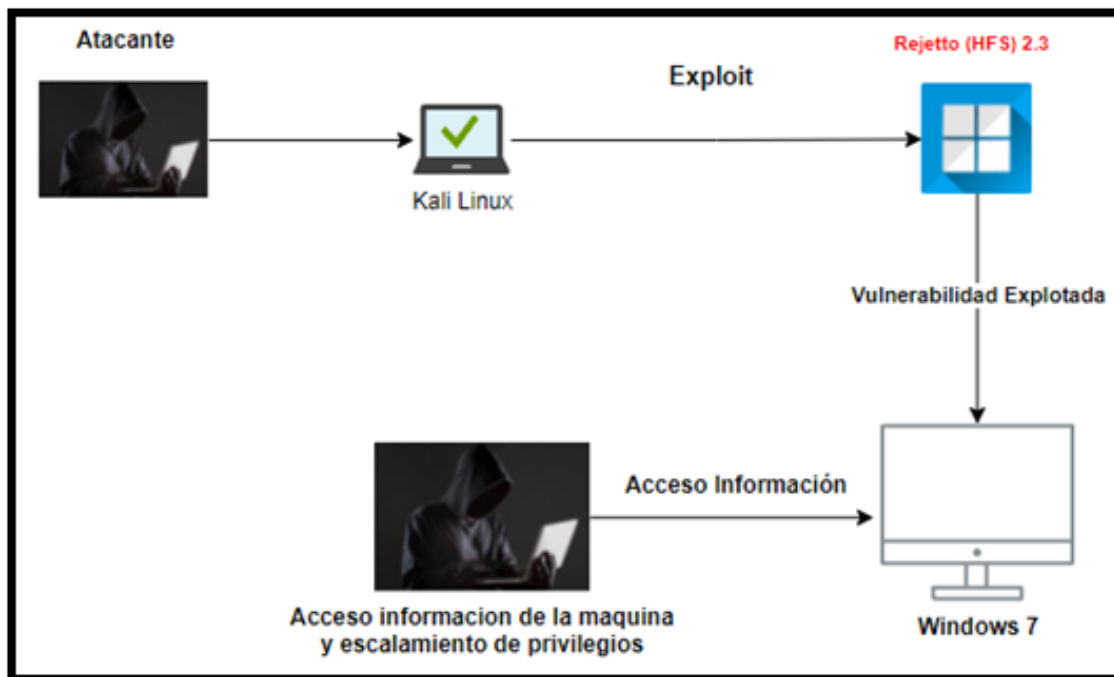 Atacante
Rejetto (HFS) 2.3
Exploit
Kali Linux
Vulnerabilidad Explotada
Acceso Información
Acceso informacion de la maquina
y escalamiento de privilegios
Windows 7